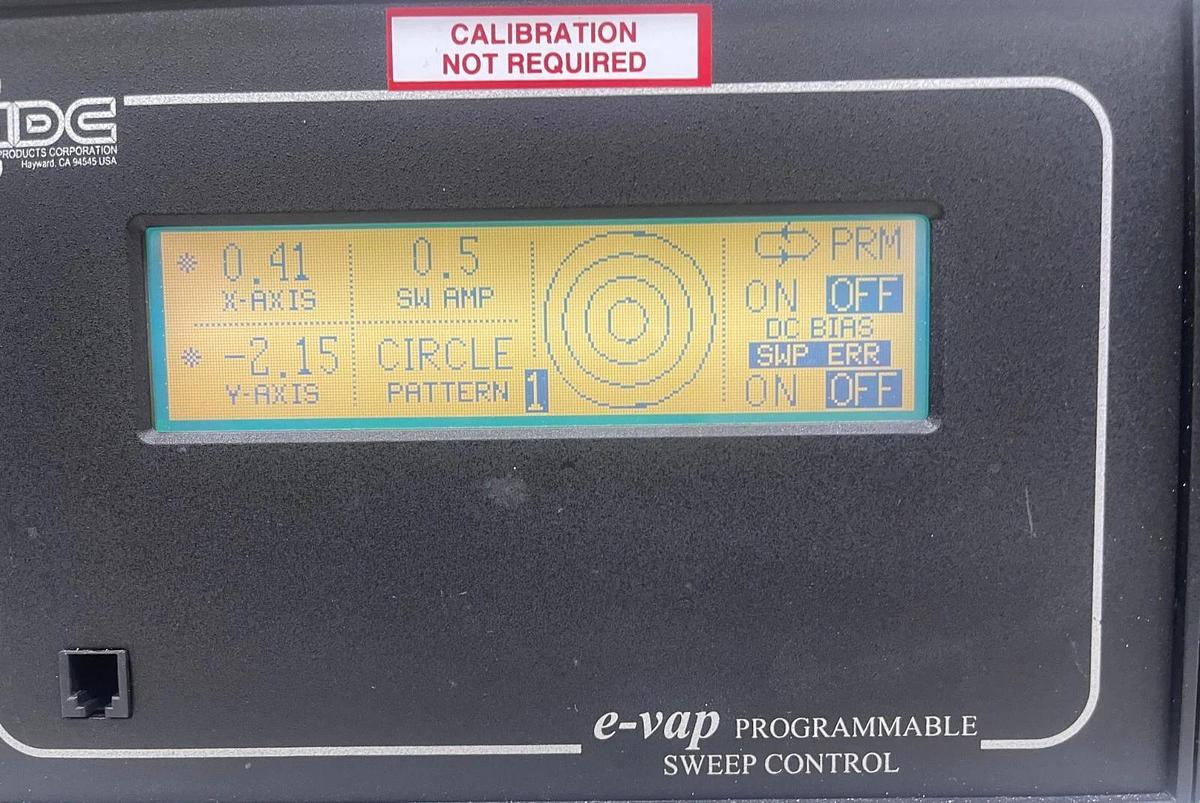 CALIBRATION
NOT REQUIRED
PRODUCTS CORPORATION
Hayward, CA 94545 USA
* 0.41
X-AXIS
0.5
SW AMP
* -2.15
Y-AXIS
CIRCLE
PATTERN 1
PRM
ON OFF
DC BIAS
SWP ERR
ON OFF
e-vap PROGRAMMABLE
SWEEP CONTROL